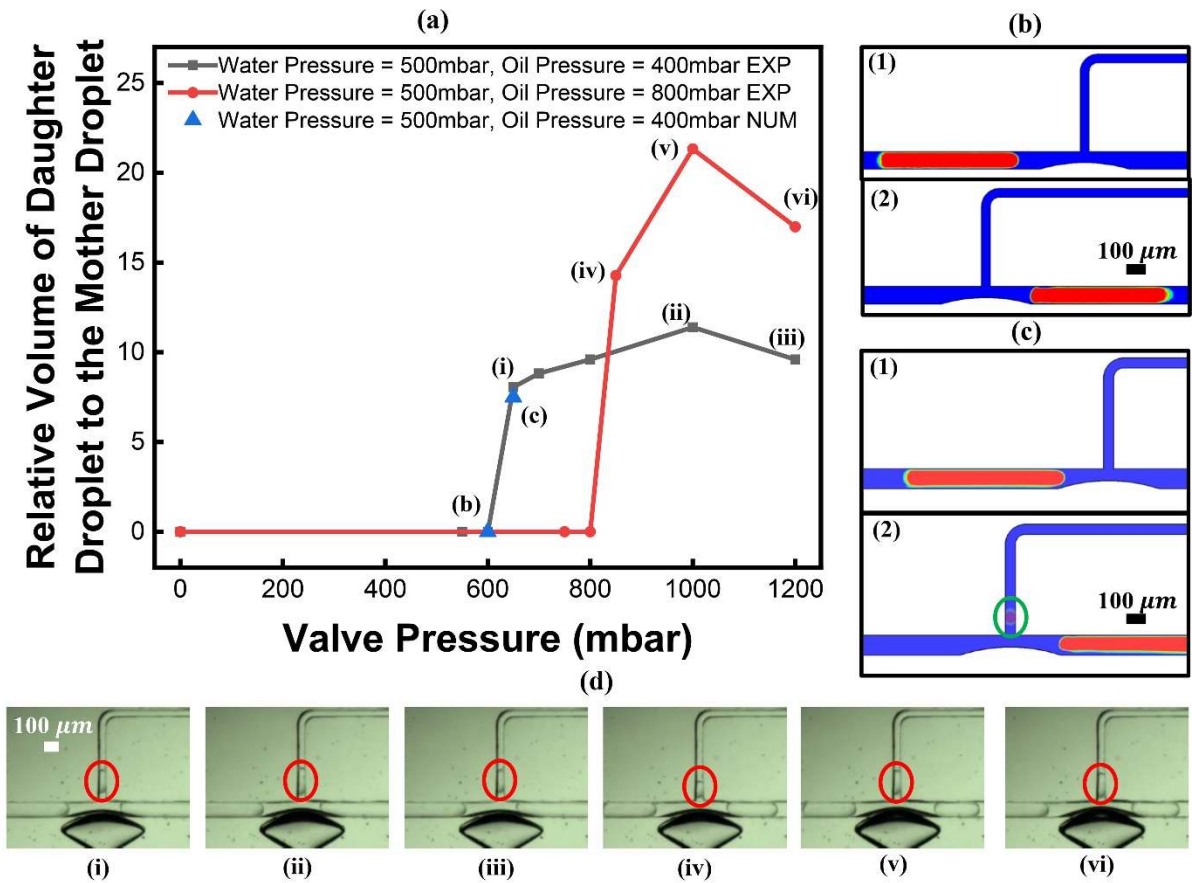 (a)
Relative Volume of Daughter
Droplet to the Mother Droplet
25
20
15
10
5
0
Water Pressure = 500mbar, Oil Pressure = 400mbar EXP
Water Pressure = 500mbar, Oil Pressure = 800mbar EXP
Water Pressure = 500mbar, Oil Pressure = 400mbar NUM
(v)
(vi)
(iv)
(ii)
(iii)
(i)
(c)
(b)
0 200 400 600 800 1000 1200
Valve Pressure (mbar)
(b)
(1)
(2)
100 μm
(c)
(1)
(2)
100 μm
(d)
100 μm
(i) (ii) (iii) (iv) (v) (vi)